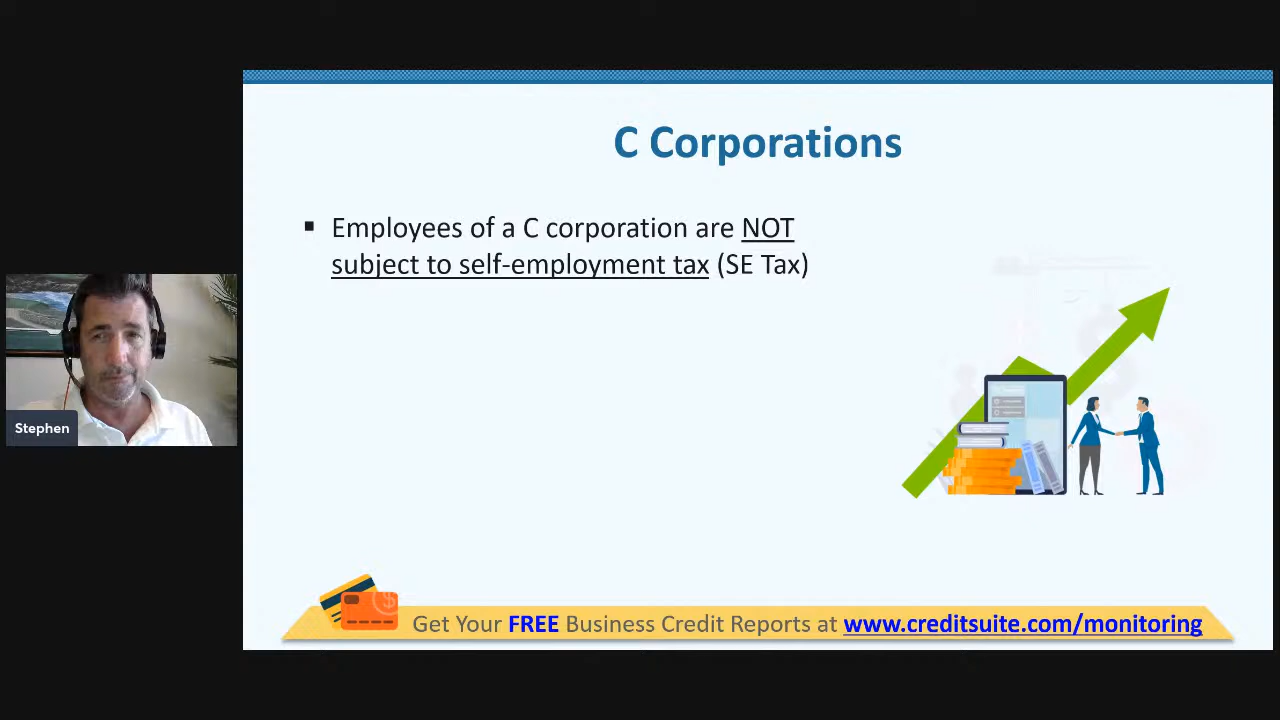 C Corporations
Employees of a C corporation are NOT
subject to self-employment tax (SE Tax)
Stephen
Get Your FREE Business Credit Reports at www.creditsuite.com/monitoring